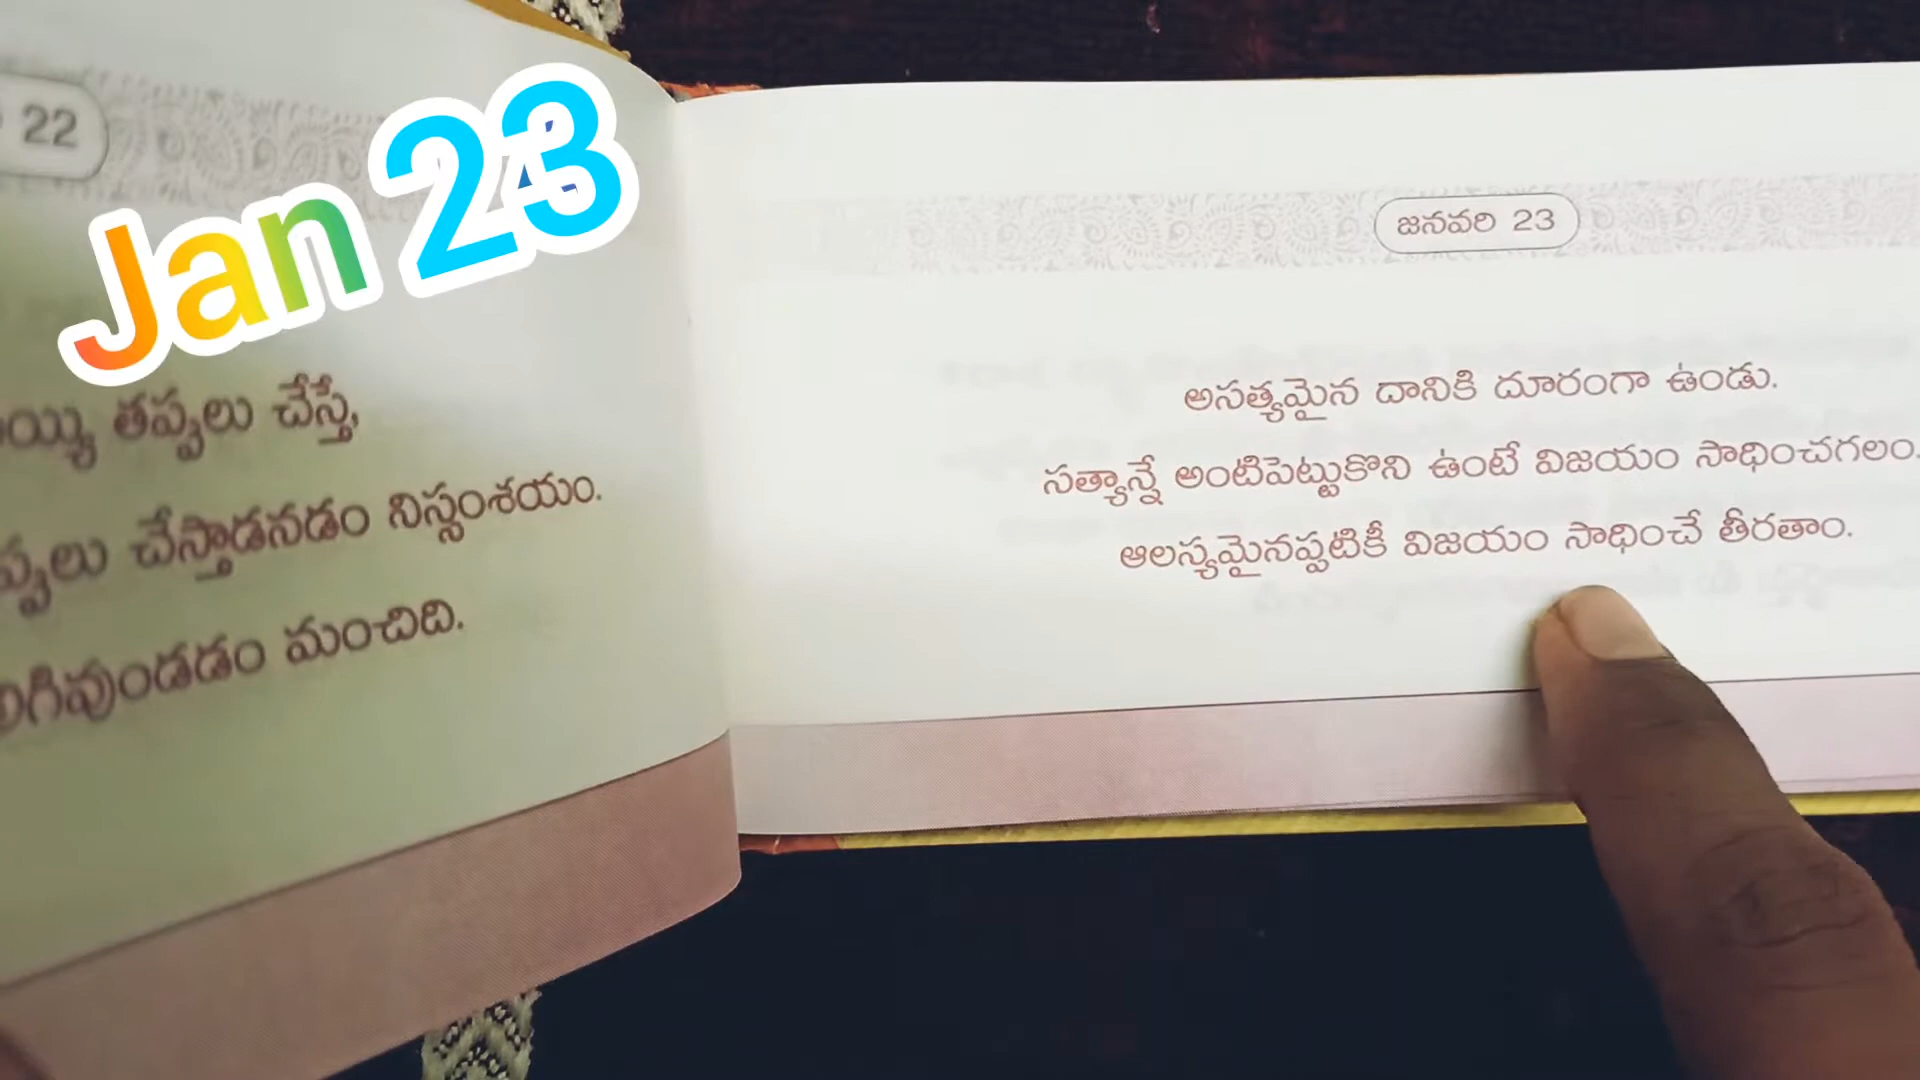 22
Jan 23
తప్పులు చేస్తే,
చేస్తాడనడం నిస్సంశయం.
మంచిది.
జనవరి 23
అసత్యమైన దానికి దూరంగా ఉండు.
సత్యాన్నే అంటిపెట్టుకొని ఉంటే విజయం సాధించగలం.
ఆలస్యమైనప్పటికీ విజయం సాధించే తీరతాం.